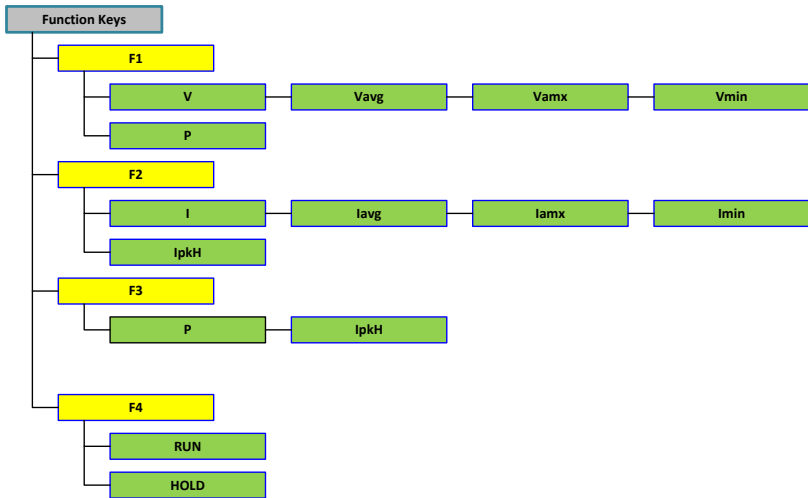 Function Keys
F1
V Vavg Vamx Vmin
P
F2
I Iavg Iamx Imin
IpkH
F3
P IpkH
F4
RUN
HOLD